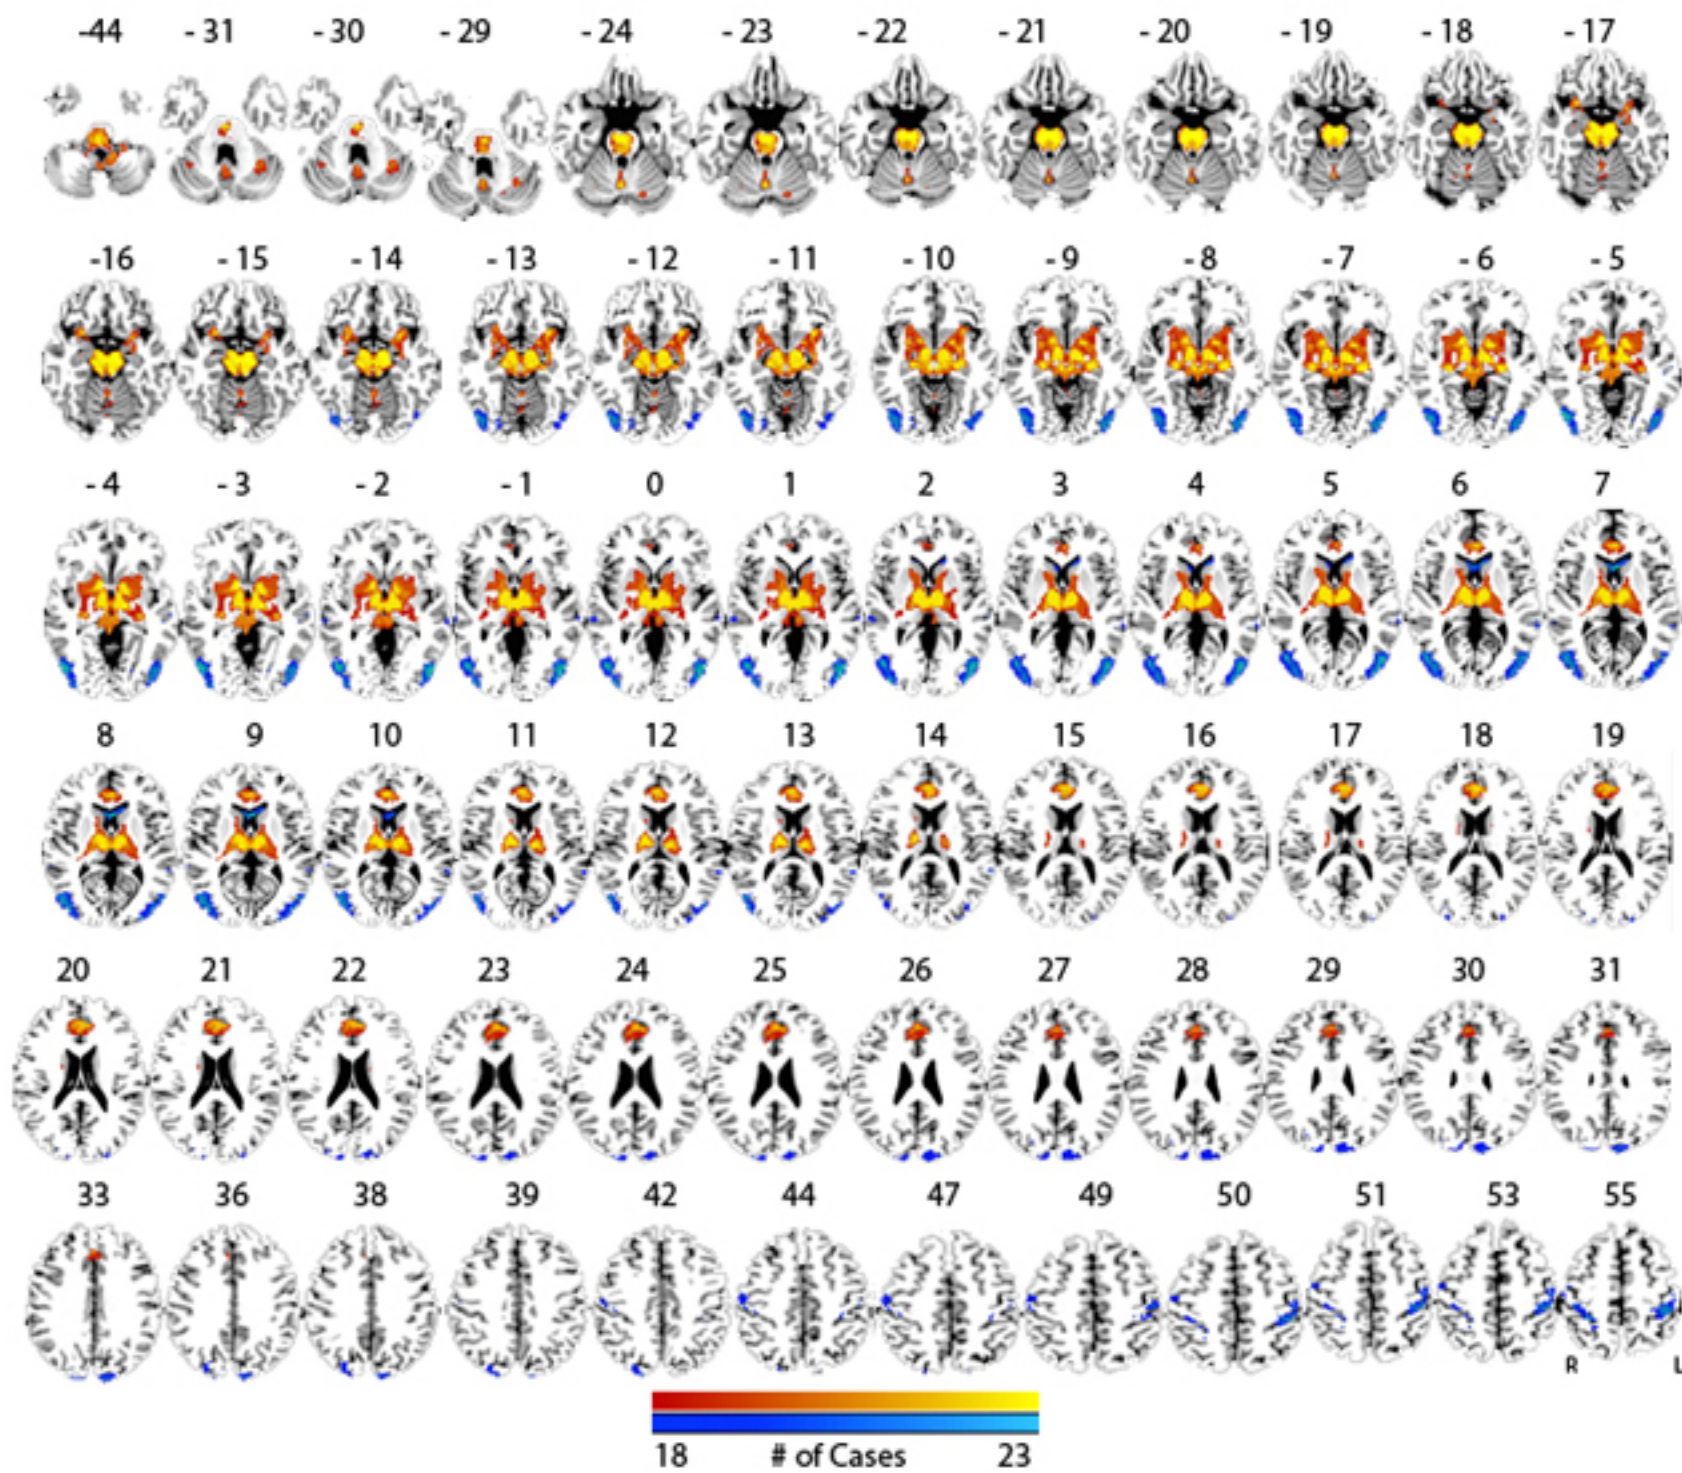 -44 - 31 - 30 - 29 - 24 - 23 - 22 - 21 - 20 - 19 - 18 - 17
-16 - 15 - 14 - 13 - 12 - 11 - 10 - 9 - 8 - 7 - 6 - 5
- 4 - 3 - 2 - 1 0 1 2 3 4 5 6 7
8 9 10 11 12 13 14 15 16 17 18 19
20 21 22 23 24 25 26 27 28 29 30 31
33 36 38 39 42 44 47 49 50 51 53 55
R L
18 # of Cases 23